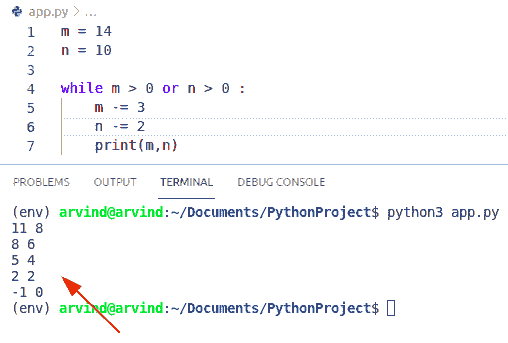 app.py > ...
1 m = 14
2 n = 10
3
4 while m > 0 or n > 0 :
5 m -= 3
6 n -= 2
7 print(m,n)
PROBLEMS OUTPUT TERMINAL DEBUG CONSOLE
(env) arvind@arvind:~/Documents/PythonProject$ python3 app.py
11 8
8 6
5 4
2 2
-1 0
(env) arvind@arvind:~/Documents/PythonProject$